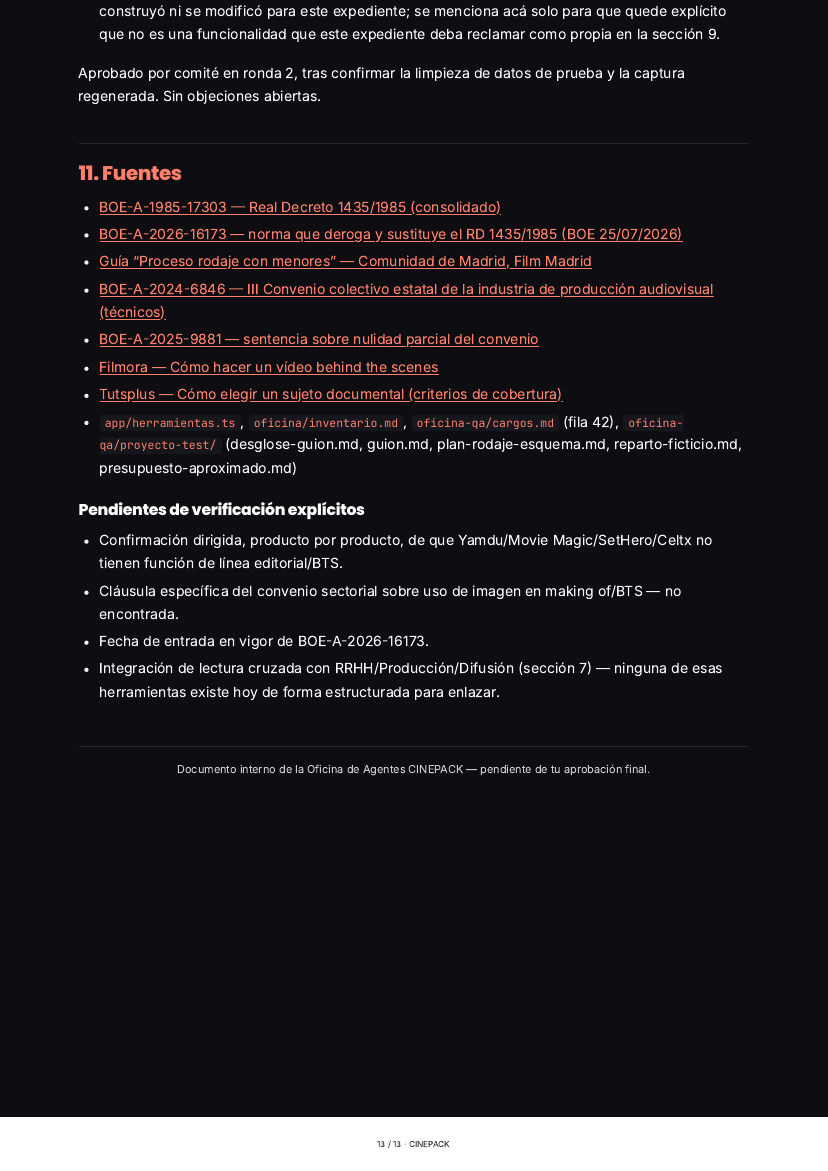 construyó ni se modificó para este expediente; se menciona acá solo para que quede explícito
que no es una funcionalidad que este expediente deba reclamar como propia en la sección 9.
Aprobado por comité en ronda 2, tras confirmar la limpieza de datos de prueba y la captura
regenerada. Sin objeciones abiertas.
11. Fuentes
• BOE-A-1985-17303 — Real Decreto 1435/1985 (consolidado)
• BOE-A-2026-16173 — norma que deroga y sustituye el RD 1435/1985 (BOE 25/07/2026)
• Guía “Proceso rodaje con menores” — Comunidad de Madrid, Film Madrid
• BOE-A-2024-6846 — III Convenio colectivo estatal de la industria de producción audiovisual
(técnicos)
• BOE-A-2025-9881 — sentencia sobre nulidad parcial del convenio
• Filmora — Cómo hacer un vídeo behind the scenes
• Tutsplus — Cómo elegir un sujeto documental (criterios de cobertura)
• app/herramientas.ts, oficina/inventario.md, oficina-qa/cargos.md (fila 42), oficina-
qa/proyecto-test/ (desglose-guion.md, guion.md, plan-rodaje-esquema.md, reparto-ficticio.md,
presupuesto-aproximado.md)
Pendientes de verificación explícitos
• Confirmación dirigida, producto por producto, de que Yamdu/Movie Magic/SetHero/Celtx no
tienen función de línea editorial/BTS.
• Cláusula específica del convenio sectorial sobre uso de imagen en making of/BTS — no
encontrada.
• Fecha de entrada en vigor de BOE-A-2026-16173.
• Integración de lectura cruzada con RRHH/Producción/Difusión (sección 7) — ninguna de esas
herramientas existe hoy de forma estructurada para enlazar.
Documento interno de la Oficina de Agentes CINEPACK — pendiente de tu aprobación final.
13 / 13 · CINEPACK